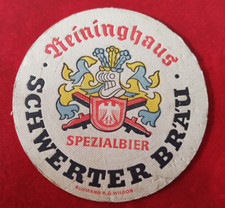 · Reininghaus ·
SPEZIALBIER
SCHWERTER BRÄU